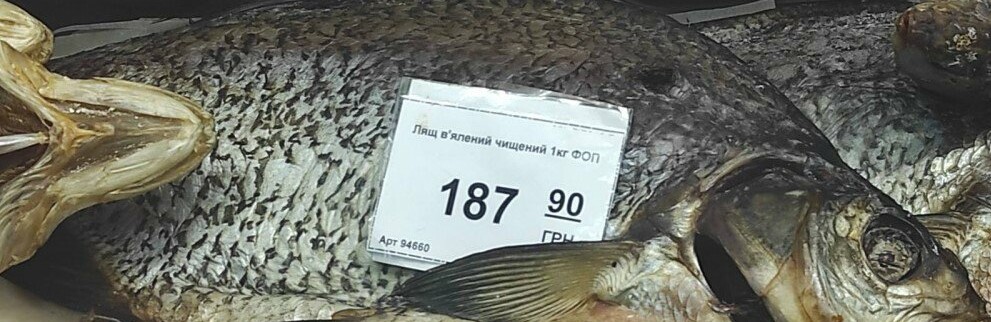 Лящ в'ялений чищений 1кг ФОП
187 90
ГРН
Арт 94660